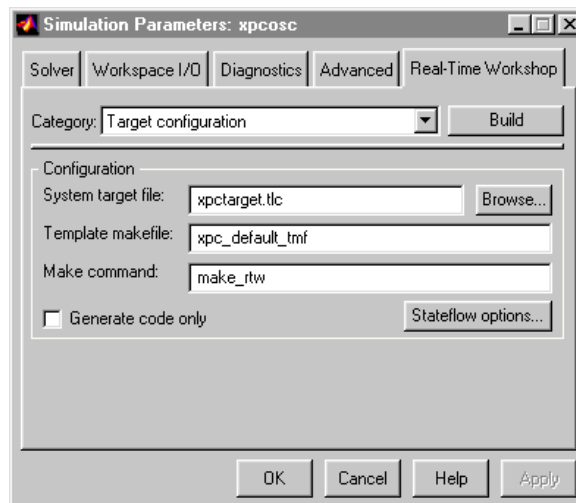 Simulation Parameters: xpcosc
Solver Workspace I/O Diagnostics Advanced Real-Time Workshop
Category: Target configuration Build
Configuration
System target file: xpctarget.tlc Browse...
Template makefile: xpc_default_tmf
Make command: make_rtw
Generate code only Stateflow options...
OK Cancel Help Apply